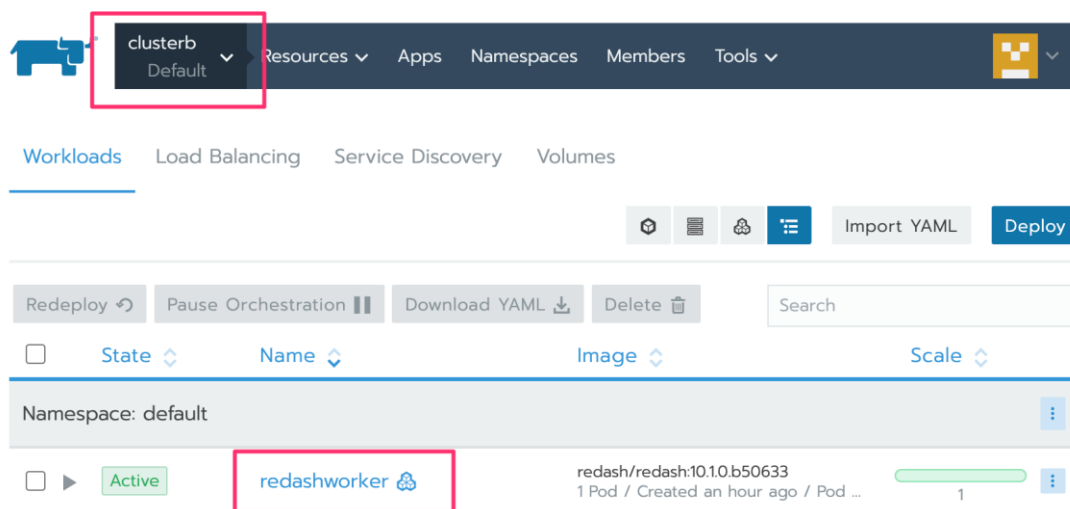 clusterb
Default
Resources Apps Namespaces Members Tools
Workloads Load Balancing Service Discovery Volumes
Import YAML Deploy
Redeploy Pause Orchestration Download YAML Delete Search
State Name Image Scale
Namespace: default
Active redashworker redash/redash:10.1.0.b50633
1 Pod / Created an hour ago / Pod ... 1